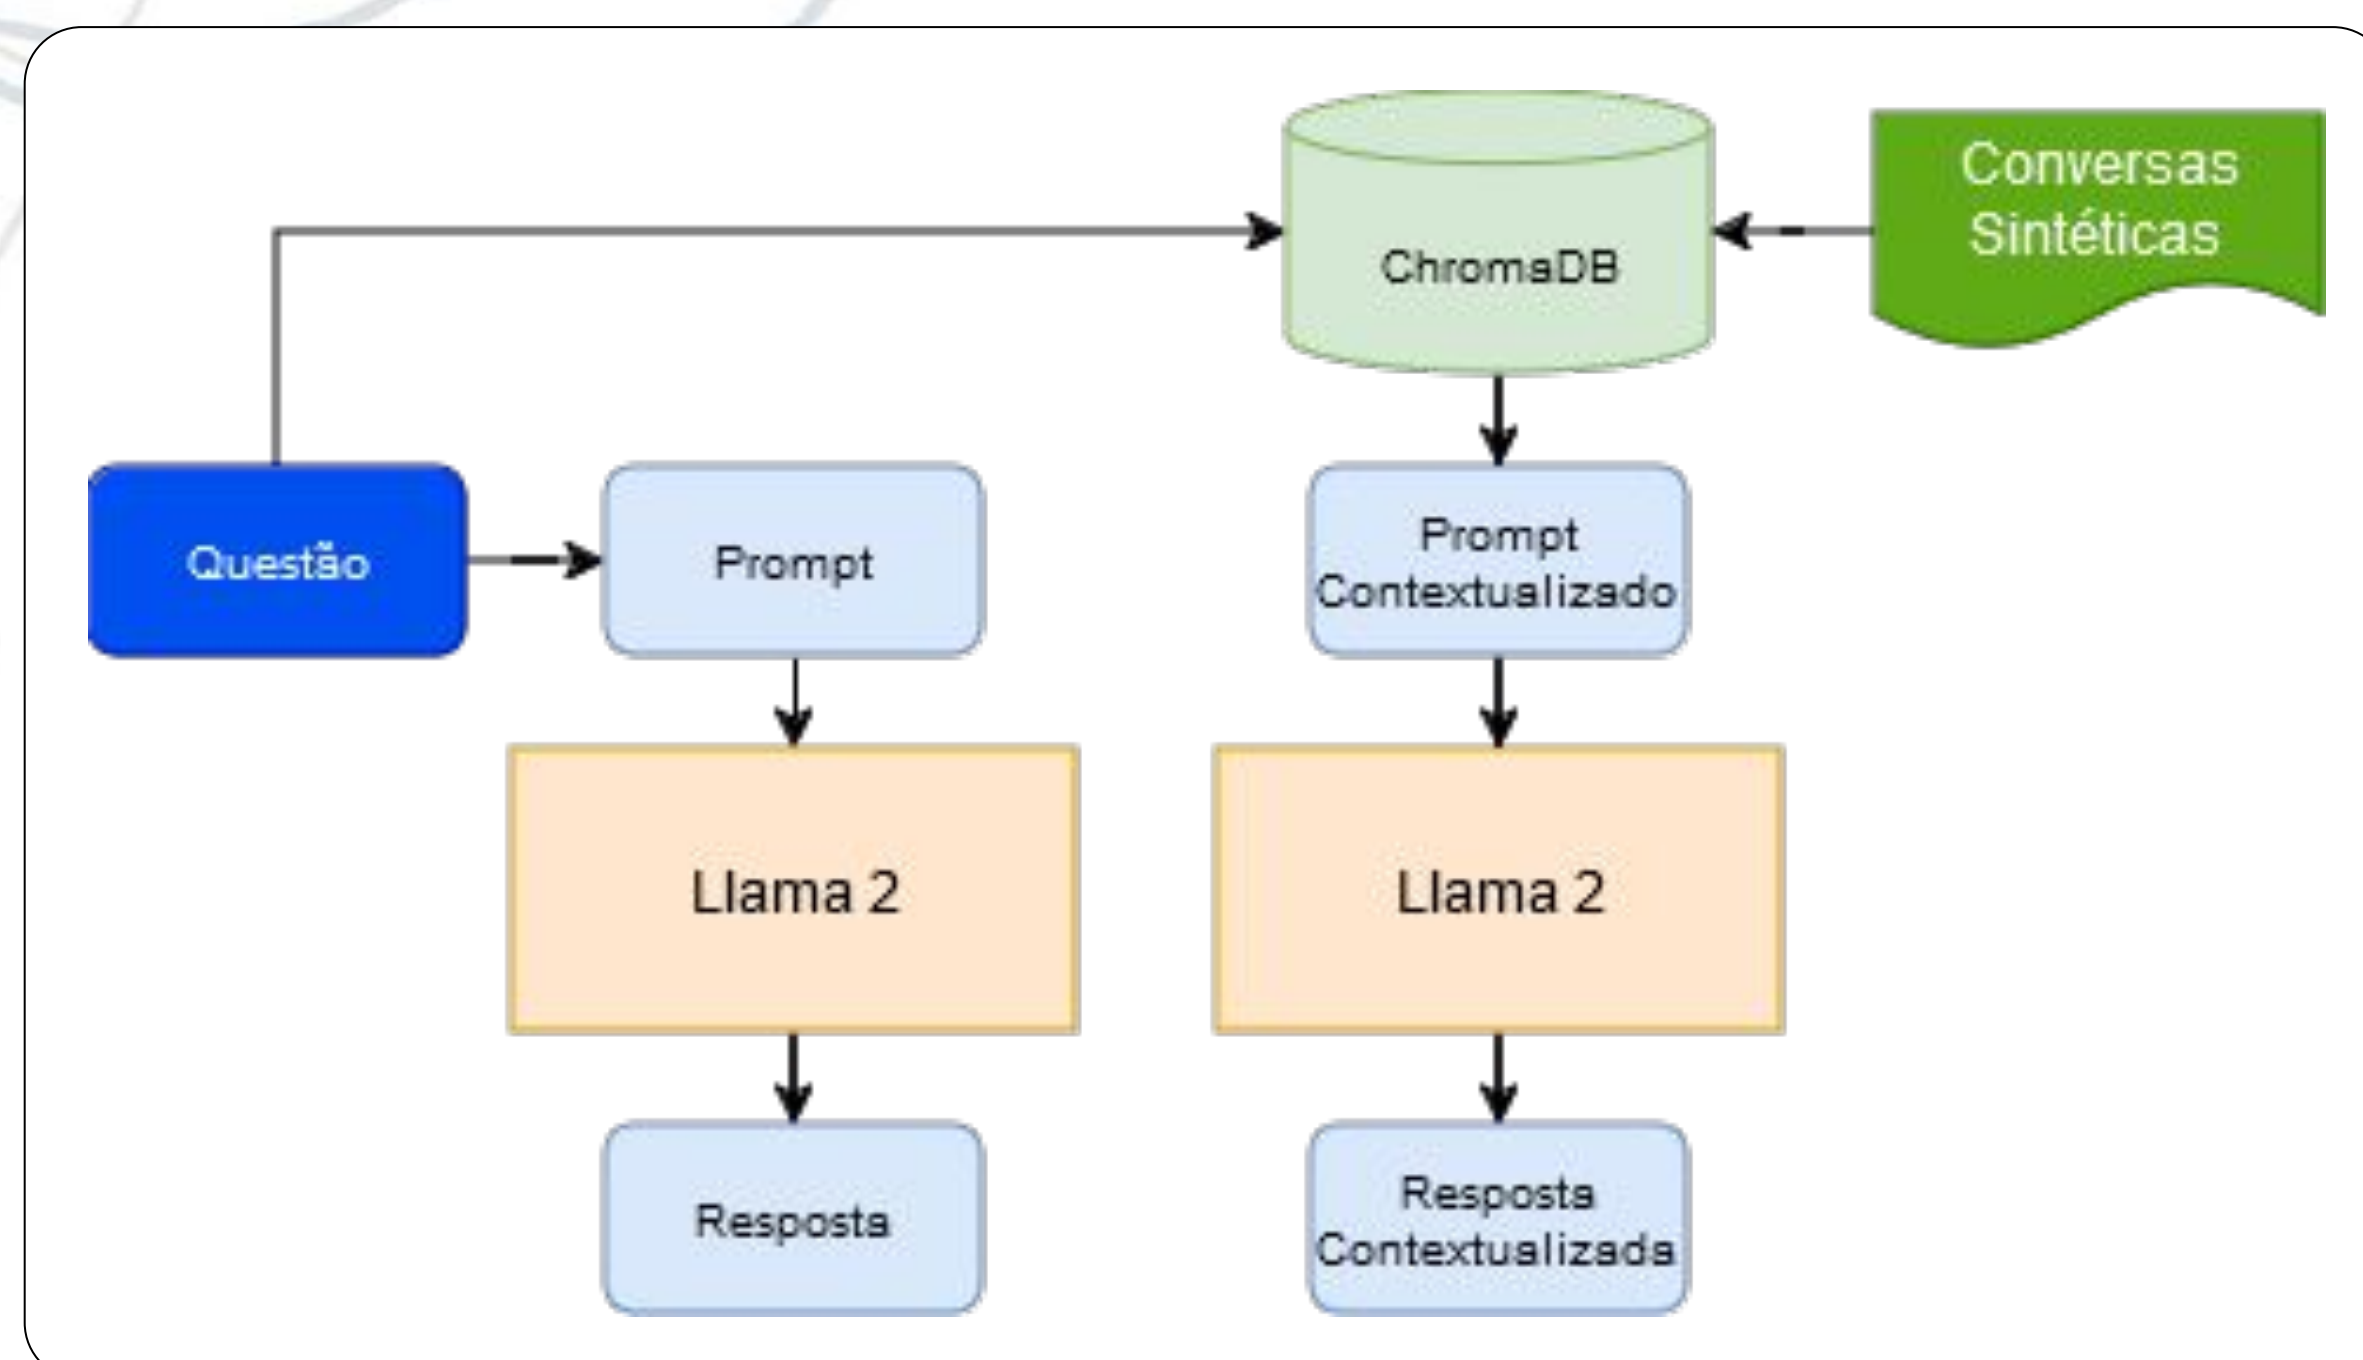 Conversas
Sintéticas
ChromaDB
Questão
Prompt
Prompt
Contextualizado
Llama 2
Llama 2
Resposta
Resposta
Contextualizada